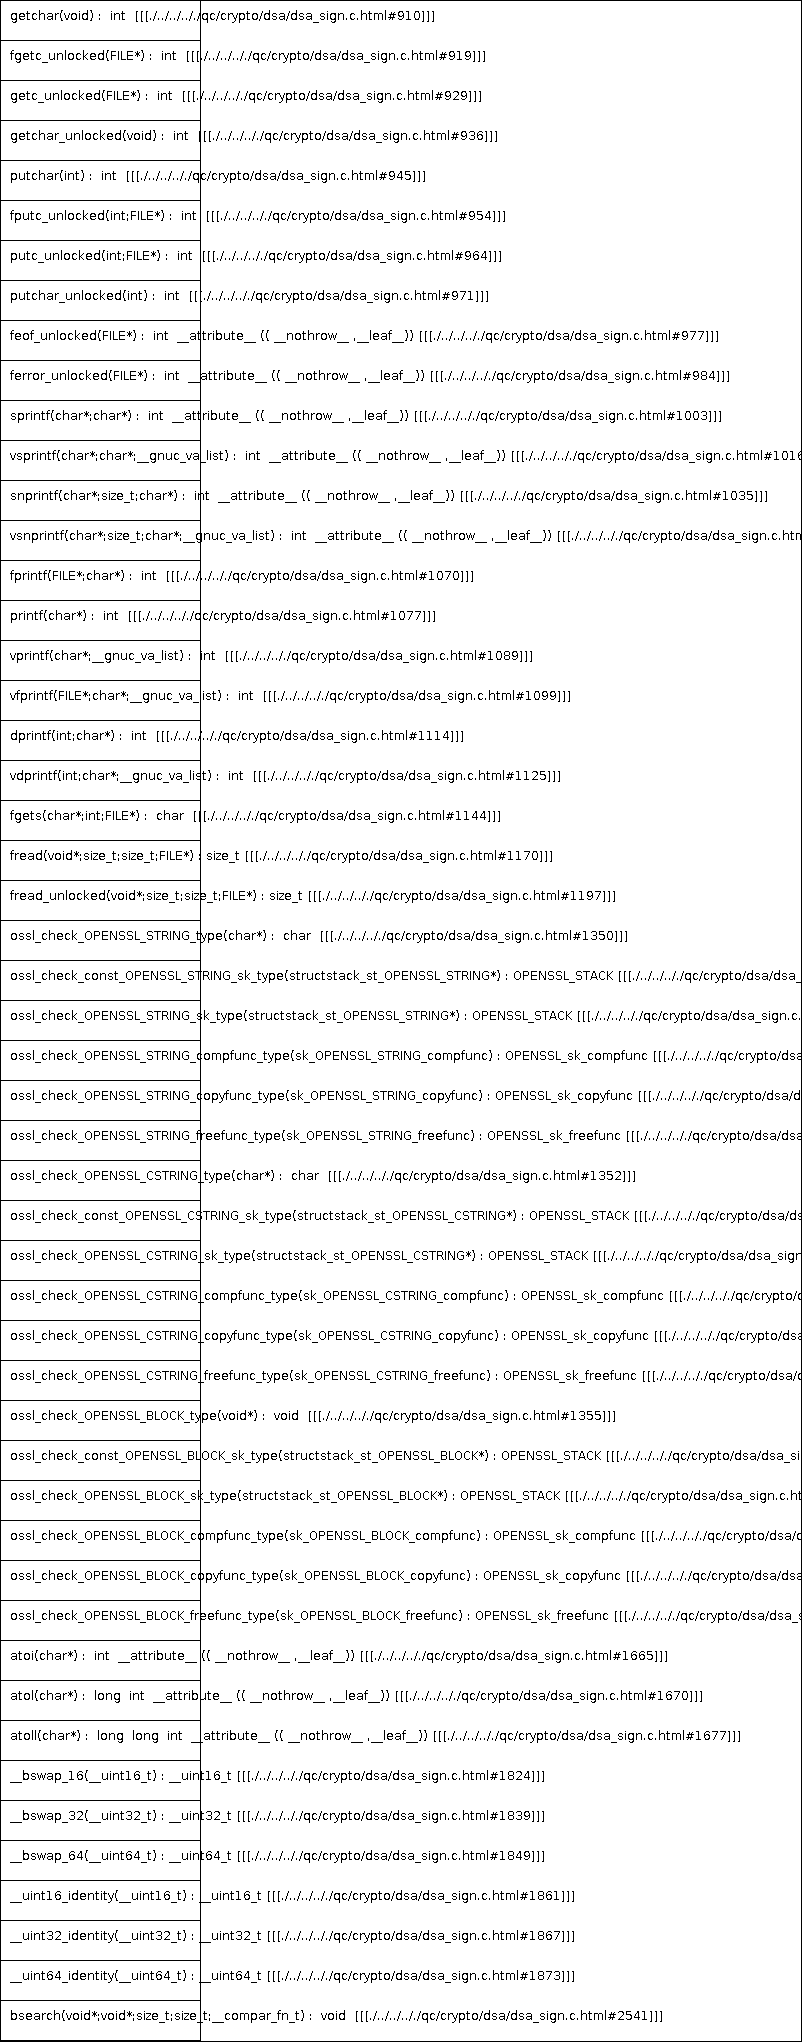 getchar(void) :  int  [[[./../../../qc/crypto/dsa/dsa_sign.c.html#910]]]
fgetc_unlocked(FILE*) :  int  [[[./../../.././qc/crypto/dsa/dsa_sign.c.html#919]]]
getc_unlocked(FILE*) :  int  [[[./../../.././qc/crypto/dsa/dsa_sign.c.html#929]]]
getchar_unlocked(void) :  int  [[[./../../.././qc/crypto/dsa/dsa_sign.c.html#936]]]
putchar(int) :  int  [[[./../../.././qc/crypto/dsa/dsa_sign.c.html#945]]]
fputc_unlocked(int;FILE*) :  int  [[[./../../.././qc/crypto/dsa/dsa_sign.c.html#954]]]
putc_unlocked(int;FILE*) :  int  [[[./../../.././qc/crypto/dsa/dsa_sign.c.html#964]]]
putchar_unlocked(int) :  int  [[[./../../.././qc/crypto/dsa/dsa_sign.c.html#971]]]
feof_unlocked(FILE*) :  int  __attribute__ (( __nothrow__ ,__leaf__)) [[[./../../.././qc/crypto/dsa/dsa_sign.c.html#977]]]
ferror_unlocked(FILE*) :  int  __attribute__ (( __nothrow__ ,__leaf__)) [[[./../../.././qc/crypto/dsa/dsa_sign.c.html#984]]]
sprintf(char*;char*) :  int  __attribute__ (( __nothrow__ ,__leaf__)) [[[./../../.././qc/crypto/dsa/dsa_sign.c.html#1003]]]
vsprintf(char*;char*;__gnuc_va_list) :  int  __attribute__ (( __nothrow__ ,__leaf__)) [[[./../../.././qc/crypto/dsa/dsa_sign.c.html#1016
snprintf(char*;size_t;char*) :  int  __attribute__ (( __nothrow__ ,__leaf__)) [[[./../../.././qc/crypto/dsa/dsa_sign.c.html#1035]]]
vsnprintf(char*;size_t;char*;__gnuc_va_list) :  int  __attribute__ (( __nothrow__ ,__leaf__)) [[[./../../.././qc/crypto/dsa/dsa_sign.c.htm
fprintf(FILE*;char*) :  int  [[[./../../.././qc/crypto/dsa/dsa_sign.c.html#1070]]]
printf(char*) :  int  [[[./../../.././qc/crypto/dsa/dsa_sign.c.html#1077]]]
vprintf(char*;__gnuc_va_list) :  int  [[[./../../.././qc/crypto/dsa/dsa_sign.c.html#1089]]]
vfprintf(FILE*;char*;__gnuc_va_list) :  int  [[[./../../.././qc/crypto/dsa/dsa_sign.c.html#1099]]]
dprintf(int;char*) :  int  [[[./../../.././qc/crypto/dsa/dsa_sign.c.html#1114]]]
vdprintf(int;char*;__gnuc_va_list) :  int  [[[./../../.././qc/crypto/dsa/dsa_sign.c.html#1125]]]
fgets(char*;int;FILE*) :  char  [[[./../../.././qc/crypto/dsa/dsa_sign.c.html#1144]]]
fread(void*;size_t;size_t;FILE*) : size_t [[[./../../.././qc/crypto/dsa/dsa_sign.c.html#1170]]]
fread_unlocked(void*;size_t;size_t;FILE*) : size_t [[[./../../.././qc/crypto/dsa/dsa_sign.c.html#1197]]]
ossl_check_OPENSSL_STRING_type(char*) :  char  [[[./../../.././qc/crypto/dsa/dsa_sign.c.html#1350]]]
ossl_check_const_OPENSSL_STRING_sk_type(structstack_st_OPENSSL_STRING*) : OPENSSL_STACK [[[./../../.././qc/crypto/dsa/dsa_
ossl_check_OPENSSL_STRING_sk_type(structstack_st_OPENSSL_STRING*) : OPENSSL_STACK [[[./../../.././qc/crypto/dsa/dsa_sign.c.
ossl_check_OPENSSL_STRING_compfunc_type(sk_OPENSSL_STRING_compfunc) : OPENSSL_sk_compfunc [[[./../../.././qc/crypto/dsa
ossl_check_OPENSSL_STRING_copyfunc_type(sk_OPENSSL_STRING_copyfunc) : OPENSSL_sk_copyfunc [[[./../../.././qc/crypto/dsa/d
ossl_check_OPENSSL_STRING_freefunc_type(sk_OPENSSL_STRING_freefunc) : OPENSSL_sk_freefunc [[[./../../.././qc/crypto/dsa/dsa
ossl_check_OPENSSL_CSTRING_type(char*) :  char  [[[./../../.././qc/crypto/dsa/dsa_sign.c.html#1352]]]
ossl_check_const_OPENSSL_CSTRING_sk_type(structstack_st_OPENSSL_CSTRING*) : OPENSSL_STACK [[[./../../.././qc/crypto/dsa/ds
ossl_check_OPENSSL_CSTRING_sk_type(structstack_st_OPENSSL_CSTRING*) : OPENSSL_STACK [[[./../../.././qc/crypto/dsa/dsa_sign
ossl_check_OPENSSL_CSTRING_compfunc_type(sk_OPENSSL_CSTRING_compfunc) : OPENSSL_sk_compfunc [[[./../../.././qc/crypto/d
ossl_check_OPENSSL_CSTRING_copyfunc_type(sk_OPENSSL_CSTRING_copyfunc) : OPENSSL_sk_copyfunc [[[./../../.././qc/crypto/dsa
ossl_check_OPENSSL_CSTRING_freefunc_type(sk_OPENSSL_CSTRING_freefunc) : OPENSSL_sk_freefunc [[[./../../.././qc/crypto/dsa/d
ossl_check_OPENSSL_BLOCK_type(void*) :  void  [[[./../../.././qc/crypto/dsa/dsa_sign.c.html#1355]]]
ossl_check_const_OPENSSL_BLOCK_sk_type(structstack_st_OPENSSL_BLOCK*) : OPENSSL_STACK [[[./../../.././qc/crypto/dsa/dsa_si
ossl_check_OPENSSL_BLOCK_sk_type(structstack_st_OPENSSL_BLOCK*) : OPENSSL_STACK [[[./../../.././qc/crypto/dsa/dsa_sign.c.ht
ossl_check_OPENSSL_BLOCK_compfunc_type(sk_OPENSSL_BLOCK_compfunc) : OPENSSL_sk_compfunc [[[./../../.././qc/crypto/dsa/d
ossl_check_OPENSSL_BLOCK_copyfunc_type(sk_OPENSSL_BLOCK_copyfunc) : OPENSSL_sk_copyfunc [[[./../../.././qc/crypto/dsa/dsa
ossl_check_OPENSSL_BLOCK_freefunc_type(sk_OPENSSL_BLOCK_freefunc) : OPENSSL_sk_freefunc [[[./../../.././qc/crypto/dsa/dsa_s
atoi(char*) :  int  __attribute__ (( __nothrow__ ,__leaf__)) [[[./../../.././qc/crypto/dsa/dsa_sign.c.html#1665]]]
atol(char*) :  long  int  __attribute__ (( __nothrow__ ,__leaf__)) [[[./../../.././qc/crypto/dsa/dsa_sign.c.html#1670]]]
atoll(char*) :  long  long  int  __attribute__ (( __nothrow__ ,__leaf__)) [[[./../../.././qc/crypto/dsa/dsa_sign.c.html#1677]]]
__bswap_16(__uint16_t) : __uint16_t [[[./../../.././qc/crypto/dsa/dsa_sign.c.html#1824]]]
__bswap_32(__uint32_t) : __uint32_t [[[./../../.././qc/crypto/dsa/dsa_sign.c.html#1839]]]
__bswap_64(__uint64_t) : __uint64_t [[[./../../.././qc/crypto/dsa/dsa_sign.c.html#1849]]]
__uint16_identity(__uint16_t) : __uint16_t [[[./../../.././qc/crypto/dsa/dsa_sign.c.html#1861]]]
__uint32_identity(__uint32_t) : __uint32_t [[[./../../.././qc/crypto/dsa/dsa_sign.c.html#1867]]]
__uint64_identity(__uint64_t) : __uint64_t [[[./../../.././qc/crypto/dsa/dsa_sign.c.html#1873]]]
bsearch(void*;void*;size_t;size_t;__compar_fn_t) :  void  [[[./../../.././qc/crypto/dsa/dsa_sign.c.html#2541]]]